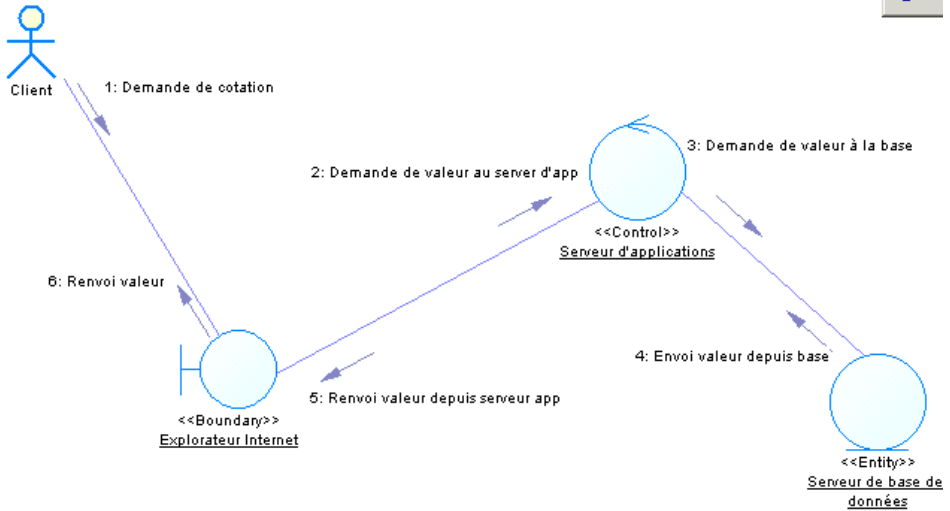 Client
1: Demande de cotation
2: Demande de valeur au server d'app
3: Demande de valeur à la base
<<Control>>
Serveur d'applications
6: Renvoi valeur
4: Envoi valeur depuis base
5: Renvoi valeur depuis serveur app
<<Boundary>>
Explorateur Internet
<<Entity>>
Serveur de base de
données